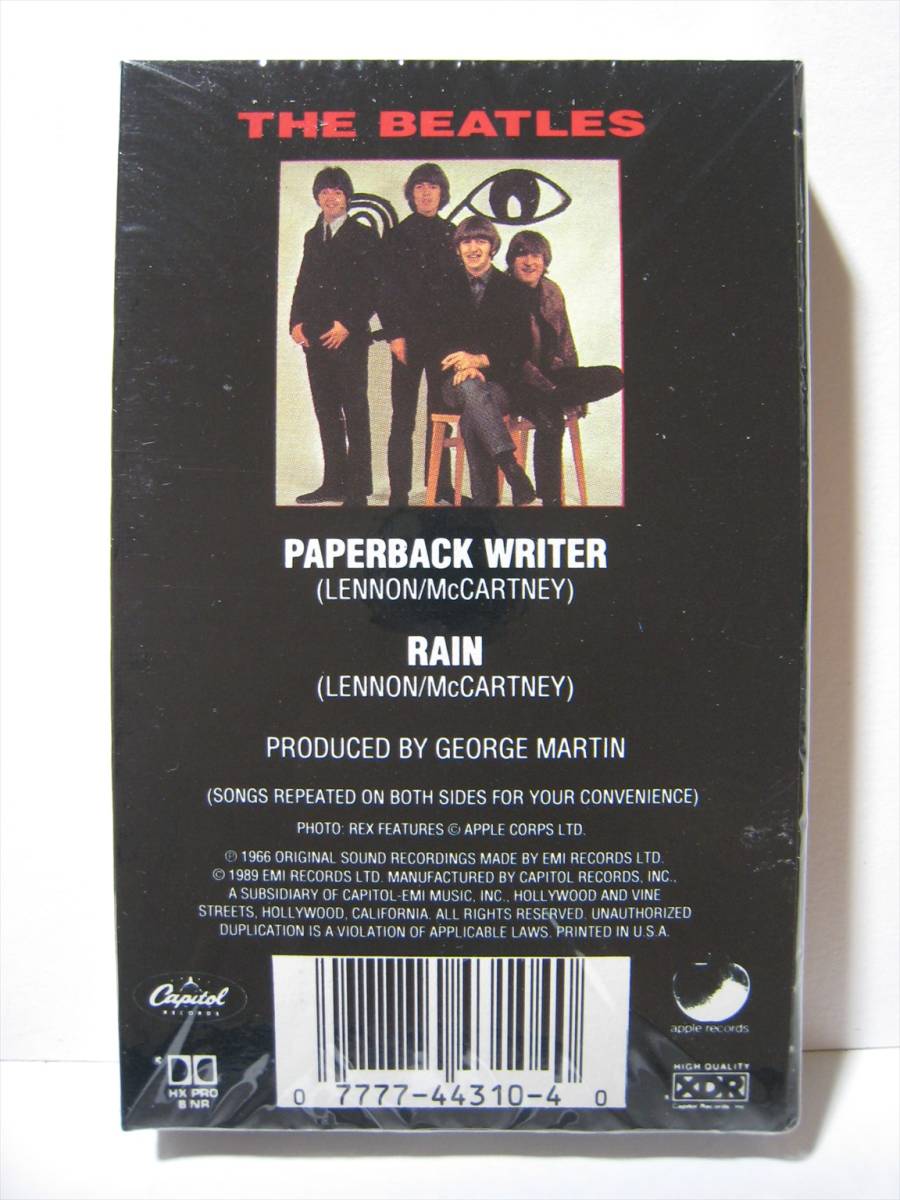 THE BEATLES
PAPERBACK WRITER
(LENNON/McCARTNEY)
RAIN
(LENNON/McCARTNEY)
PRODUCED BY GEORGE MARTIN
(SONGS REPEATED ON BOTH SIDES FOR YOUR CONVENIENCE)
PHOTO: REX FEATURES © APPLE CORPS LTD.
℗ 1966 ORIGINAL SOUND RECORDINGS MADE BY EMI RECORDS LTD.
© 1989 EMI RECORDS LTD. MANUFACTURED BY CAPITOL RECORDS, INC.,
A SUBSIDIARY OF CAPITOL-EMI MUSIC, INC., HOLLYWOOD AND VINE
STREETS, HOLLYWOOD, CALIFORNIA. ALL RIGHTS RESERVED. UNAUTHORIZED
DUPLICATION IS A VIOLATION OF APPLICABLE LAWS. PRINTED IN U.S.A.
Capitol
RECORDS
apple records
HX PRO
B NR
0 7777-44310-4 0
HIGH QUALITY
XDR
Capitol Records, Inc.